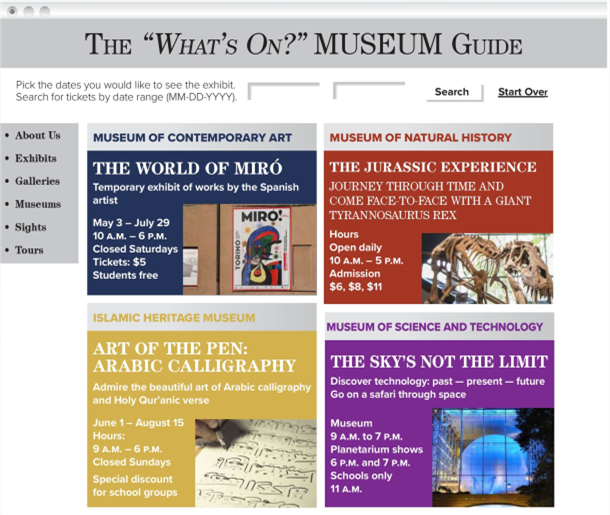 THE “WHAT’S ON?” MUSEUM GUIDE
Pick the dates you would like to see the exhibit.
Search for tickets by date range (MM-DD-YYYY).
Search
Start Over
• About Us
• Exhibits
• Galleries
• Museums
• Sights
• Tours
MUSEUM OF CONTEMPORARY ART
THE WORLD OF MIRÓ
Temporary exhibit of works by the Spanish
artist
May 3 – July 29
10 A.M. – 6 P.M.
Closed Saturdays
Tickets: $5
Students free
MIRO!
TORINO
MUSEUM OF NATURAL HISTORY
THE JURASSIC EXPERIENCE
JOURNEY THROUGH TIME AND
COME FACE-TO-FACE WITH A GIANT
TYRANNOSAURUS REX
Hours
Open daily
10 A.M. – 5 P.M.
Admission
$6, $8, $11
ISLAMIC HERITAGE MUSEUM
ART OF THE PEN:
ARABIC CALLIGRAPHY
Admire the beautiful art of Arabic calligraphy
and Holy Qur’anic verse
June 1 – August 15
Hours:
9 A.M. – 6 P.M.
Closed Sundays
Special discount
for school groups
MUSEUM OF SCIENCE AND TECHNOLOGY
THE SKY’S NOT THE LIMIT
Discover technology: past — present — future
Go on a safari through space
Museum
9 A.M. to 7 P.M.
Planetarium shows
6 P.M. and 7 P.M.
Schools only
11 A.M.